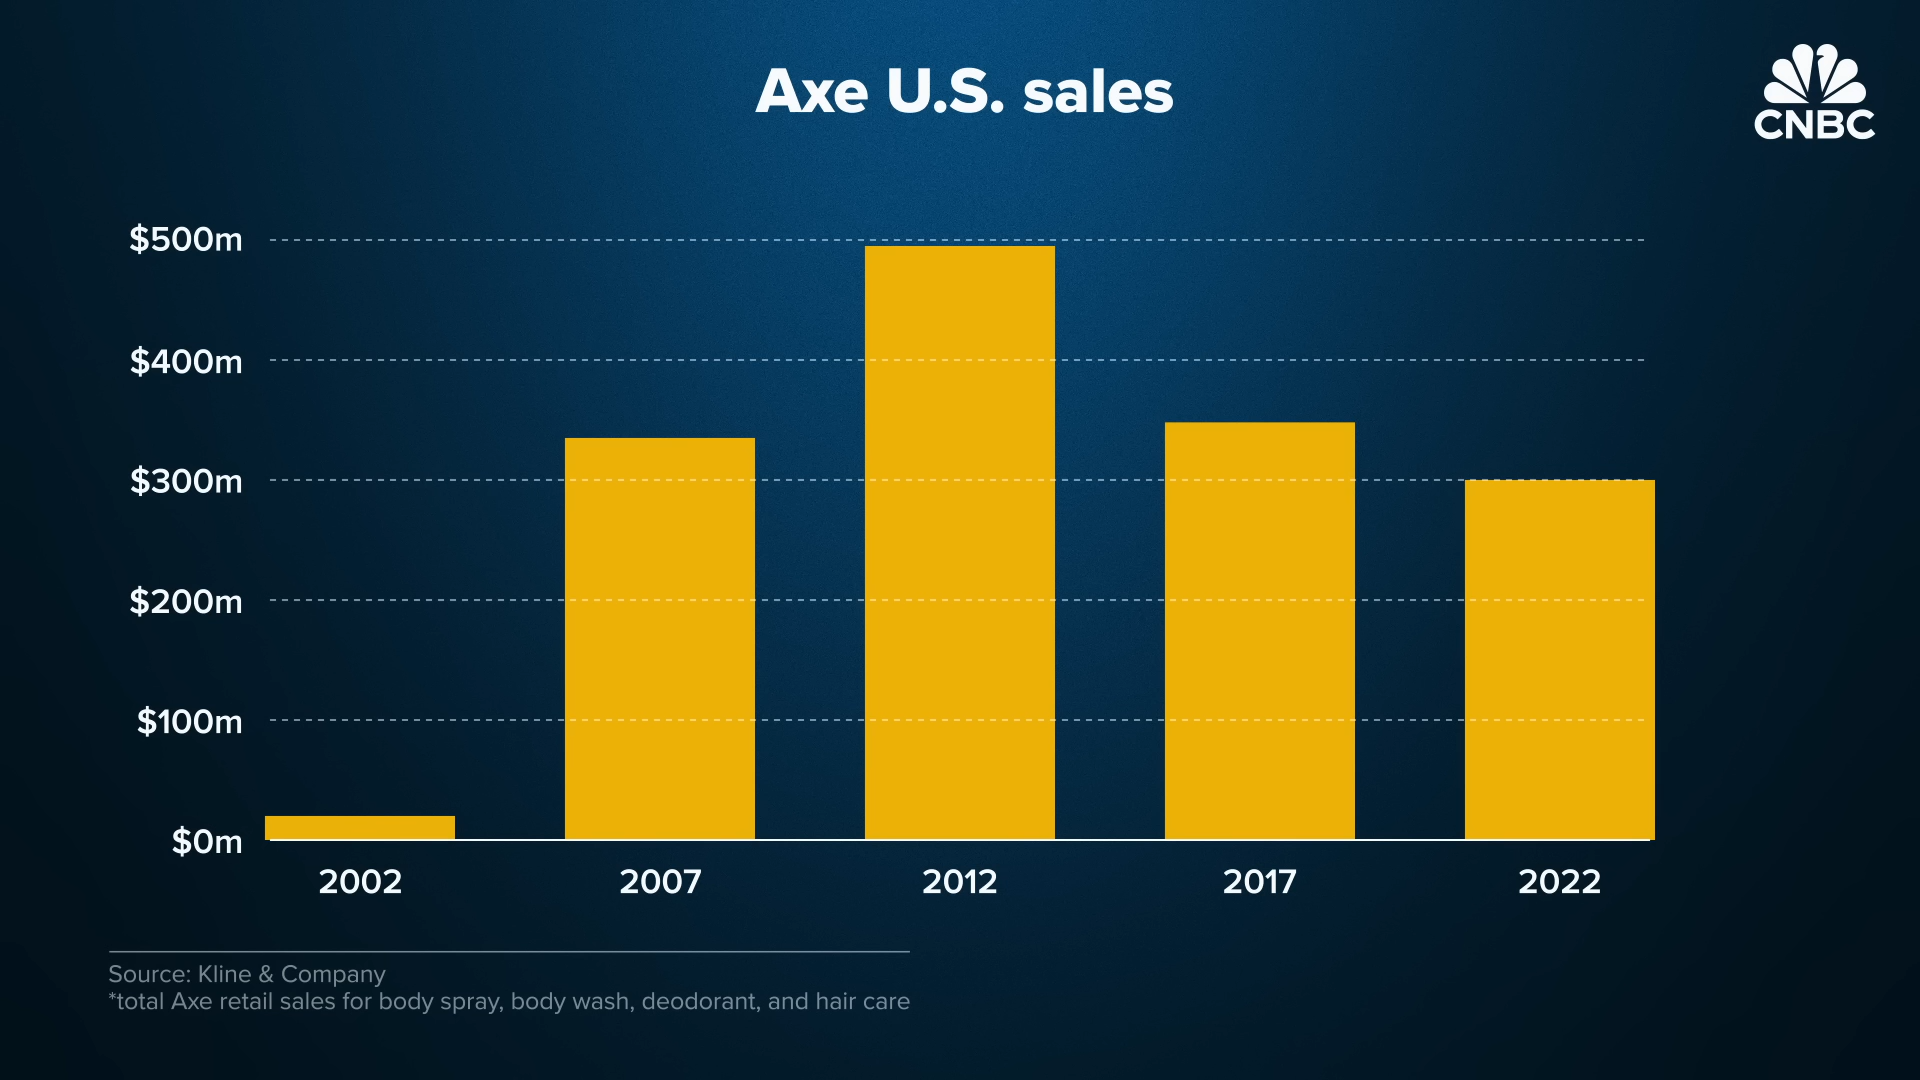 Axe U.S. sales
CNBC
$500m
$400m
$300m
$200m
$100m
$0m
2002 2007 2012 2017 2022
Source: Kline & Company
*total Axe retail sales for body spray, body wash, deodorant, and hair care